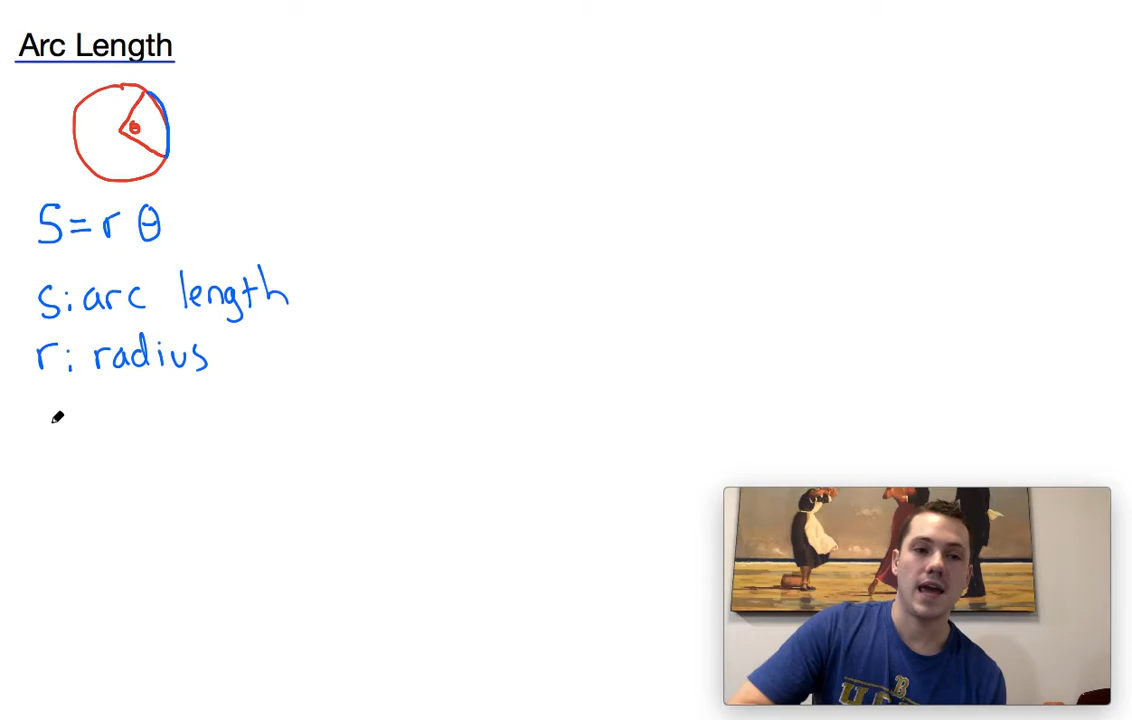 Arc Length
θ
S=r θ
s: arc length
r: radius
B